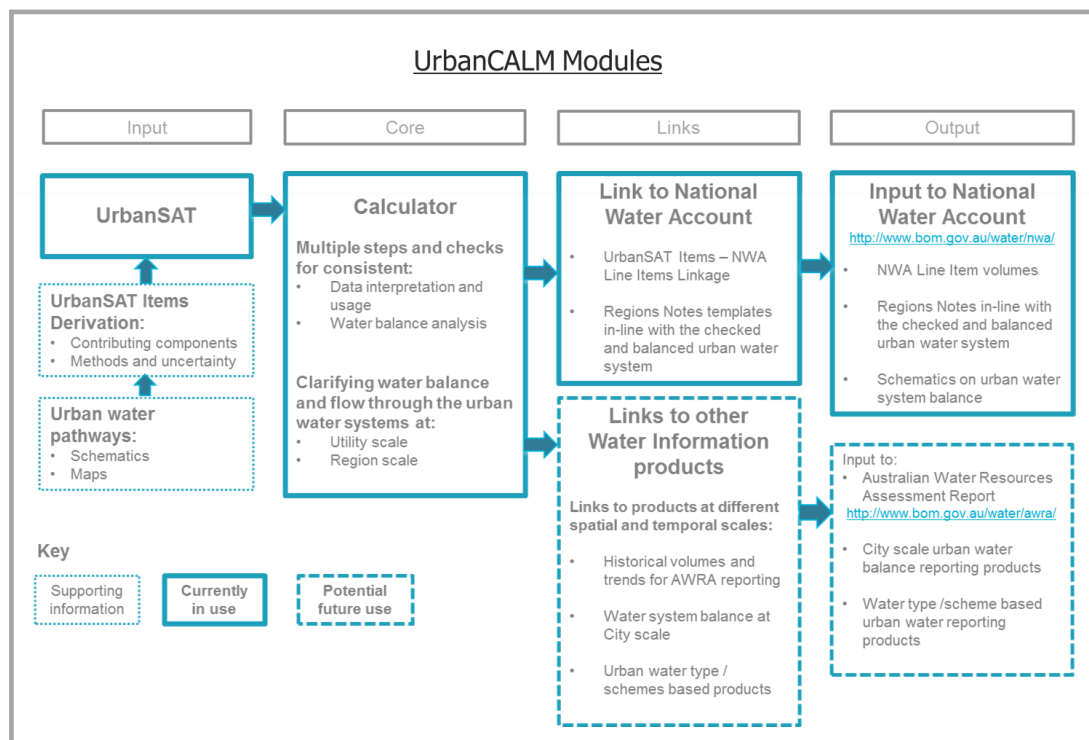 UrbanCALM Modules
Input
Core
Links
Output
UrbanSAT
UrbanSAT Items
Derivation:
• Contributing components
• Methods and uncertainty
Urban water
pathways:
• Schematics
• Maps
Calculator
Multiple steps and checks
for consistent:
• Data interpretation and
usage
• Water balance analysis
Clarifying water balance
and flow through the urban
water systems at:
• Utility scale
• Region scale
Link to National
Water Account
• UrbanSAT Items – NWA
Line Items Linkage
• Regions Notes templates
in-line with the checked
and balanced urban water
system
Links to other
Water Information
products
Links to products at different
spatial and temporal scales:
• Historical volumes and
trends for AWRA reporting
• Water system balance at
City scale
• Urban water type /
schemes based products
Input to National
Water Account
http://www.bom.gov.au/water/nwa/
• NWA Line Item volumes
• Regions Notes in-line with
the checked and balanced
urban water system
• Schematics on urban water
system balance
Input to:
• Australian Water Resources
Assessment Report
http://www.bom.gov.au/water/awra/
• City scale urban water
balance reporting products
• Water type /scheme based
urban water reporting
products
Key
Supporting
information
Currently
in use
Potential
future use